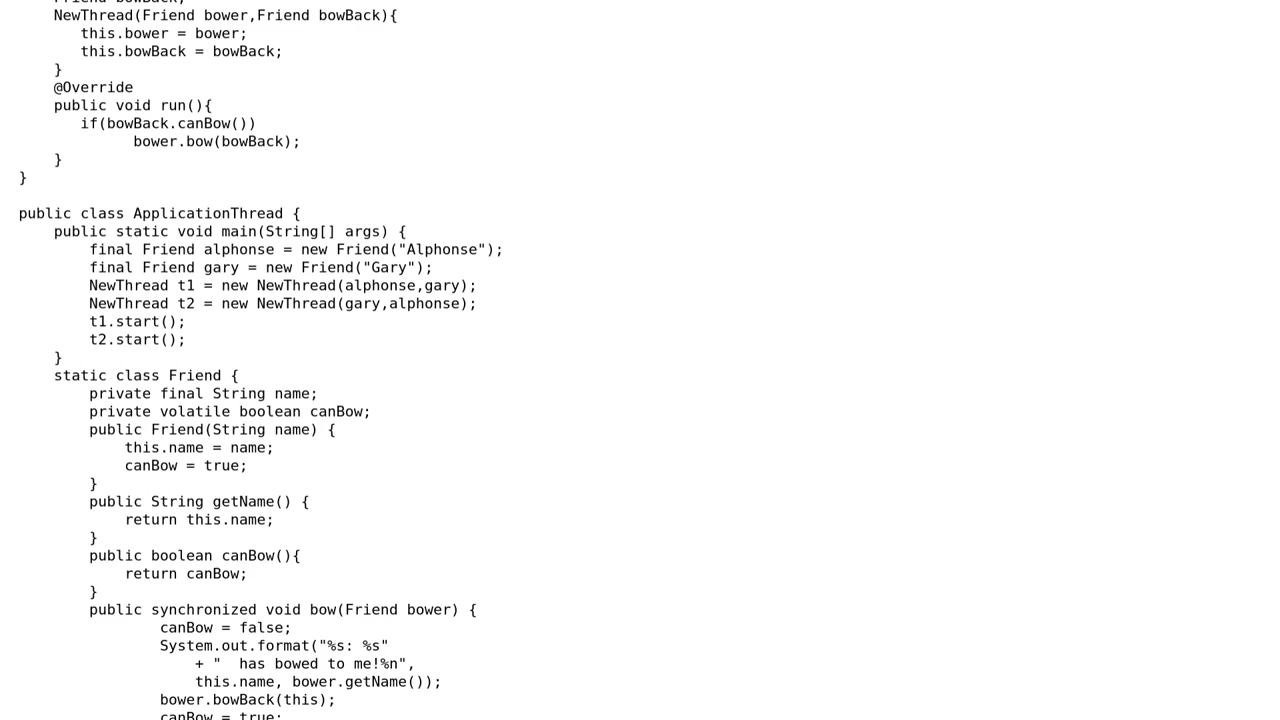 Friend bowBack;
    NewThread(Friend bower,Friend bowBack){
       this.bower = bower;
       this.bowBack = bowBack;
    }
    @Override
    public void run(){
       if(bowBack.canBow())
             bower.bow(bowBack);
    }
}

public class ApplicationThread {
    public static void main(String[] args) {
        final Friend alphonse = new Friend("Alphonse");
        final Friend gary = new Friend("Gary");
        NewThread t1 = new NewThread(alphonse,gary);
        NewThread t2 = new NewThread(gary,alphonse);
        t1.start();
        t2.start();
    }
    static class Friend {
        private final String name;
        private volatile boolean canBow;
        public Friend(String name) {
            this.name = name;
            canBow = true;
        }
        public String getName() {
            return this.name;
        }
        public boolean canBow(){
            return canBow;
        }
        public synchronized void bow(Friend bower) {
                canBow = false;
                System.out.format("%s: %s"
                    + "  has bowed to me!%n",
                    this.name, bower.getName());
                bower.bowBack(this);
                canBow = true;